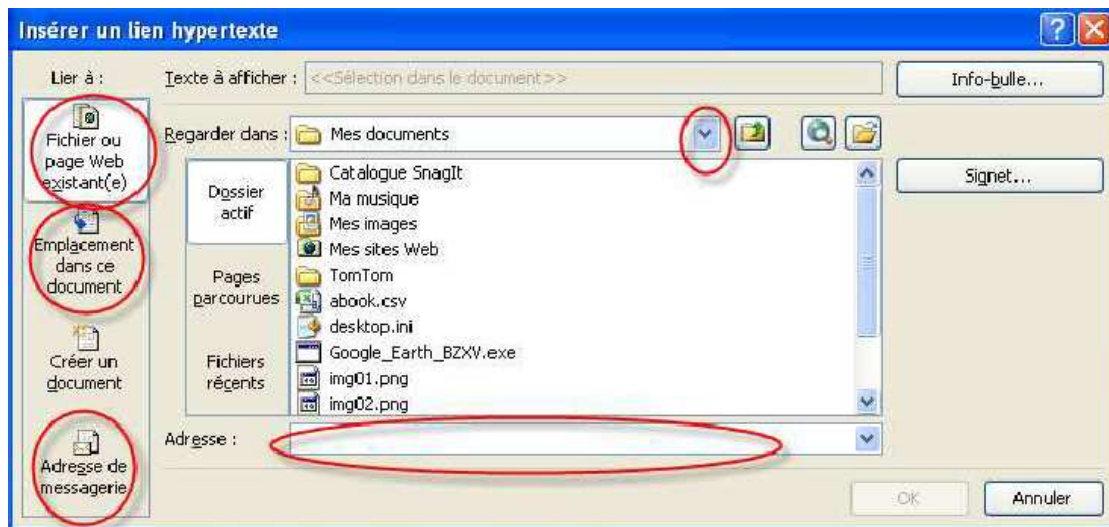 Insérer un lien hypertexte
Lier à :
Texte à afficher : <<Sélection dans le document>>
Info-bulle...
Fichier ou
page Web
existant(e)
Regarder dans : Mes documents
Signet...
Dossier
actif
Pages
parcourues
Fichiers
récents
Catalogue SnagIt
Ma musique
Mes images
Mes sites Web
TomTom
abook.csv
desktop.ini
Google_Earth_BZXV.exe
img01.png
img02.png
Emplacement
dans ce
document
Créer un
document
Adresse de
messagerie
Adresse :
OK
Annuler